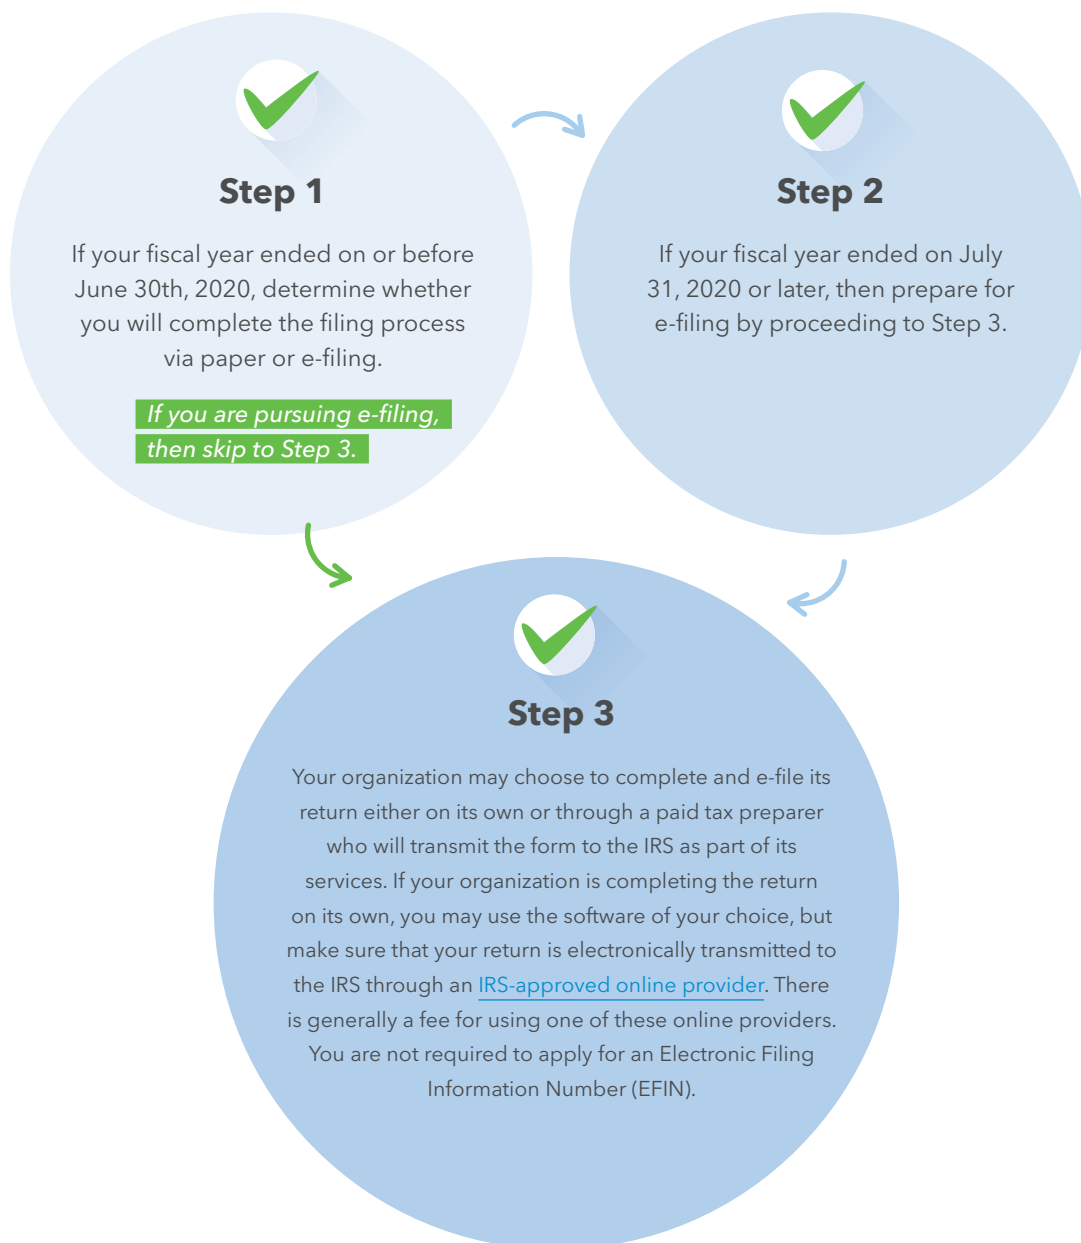 Step 1
If your fiscal year ended on or before
June 30th, 2020, determine whether
you will complete the filing process
via paper or e-filing.
If you are pursuing e-filing,
then skip to Step 3.
Step 2
If your fiscal year ended on July
31, 2020 or later, then prepare for
e-filing by proceeding to Step 3.
Step 3
Your organization may choose to complete and e-file its
return either on its own or through a paid tax preparer
who will transmit the form to the IRS as part of its
services. If your organization is completing the return
on its own, you may use the software of your choice, but
make sure that your return is electronically transmitted to
the IRS through an IRS-approved online provider. There
is generally a fee for using one of these online providers.
You are not required to apply for an Electronic Filing
Information Number (EFIN).